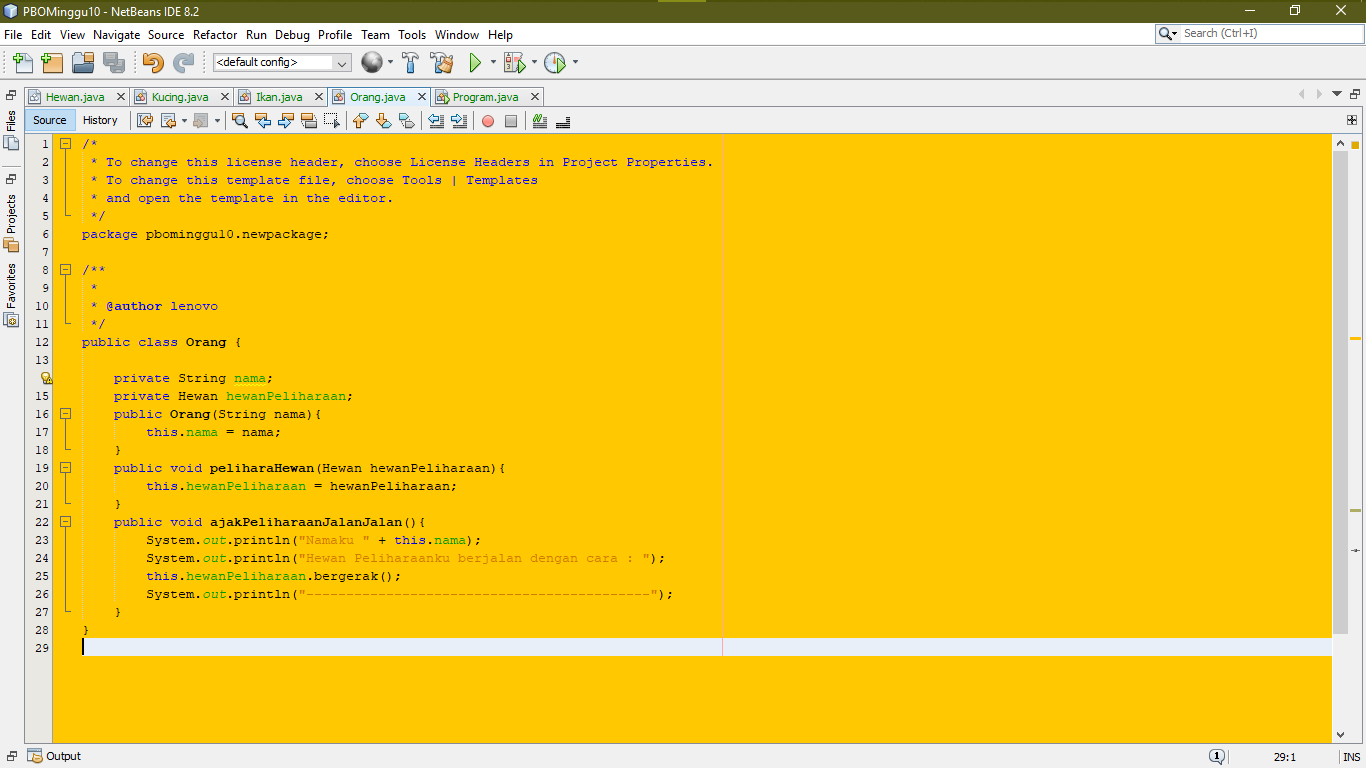 PBOMinggu10 - NetBeans IDE 8.2
File Edit View Navigate Source Refactor Run Debug Profile Team Tools Window Help
Search (Ctrl+I)
<default config>
Hewan.java Kucing.java Ikan.java Orang.java Program.java
Source History
Files
Projects
Favorites
1 /*
2 * To change this license header, choose License Headers in Project Properties.
3 * To change this template file, choose Tools | Templates
4 * and open the template in the editor.
5 */
6 package pbominggu10.newpackage;
7
8 /**
9 *
10 * @author lenovo
11 */
12 public class Orang {
13
private String nama;
15 private Hewan hewanPeliharaan;
16 public Orang(String nama){
17 this.nama = nama;
18 }
19 public void peliharaHewan(Hewan hewanPeliharaan){
20 this.hewanPeliharaan = hewanPeliharaan;
21 }
22 public void ajakPeliharaanJalanJalan(){
23 System.out.println("Namaku " + this.nama);
24 System.out.println("Hewan Peliharaanku berjalan dengan cara : ");
25 this.hewanPeliharaan.bergerak();
26 System.out.println("-------------------------------------------");
27 }
28 }
29
Output
1
29:1
INS